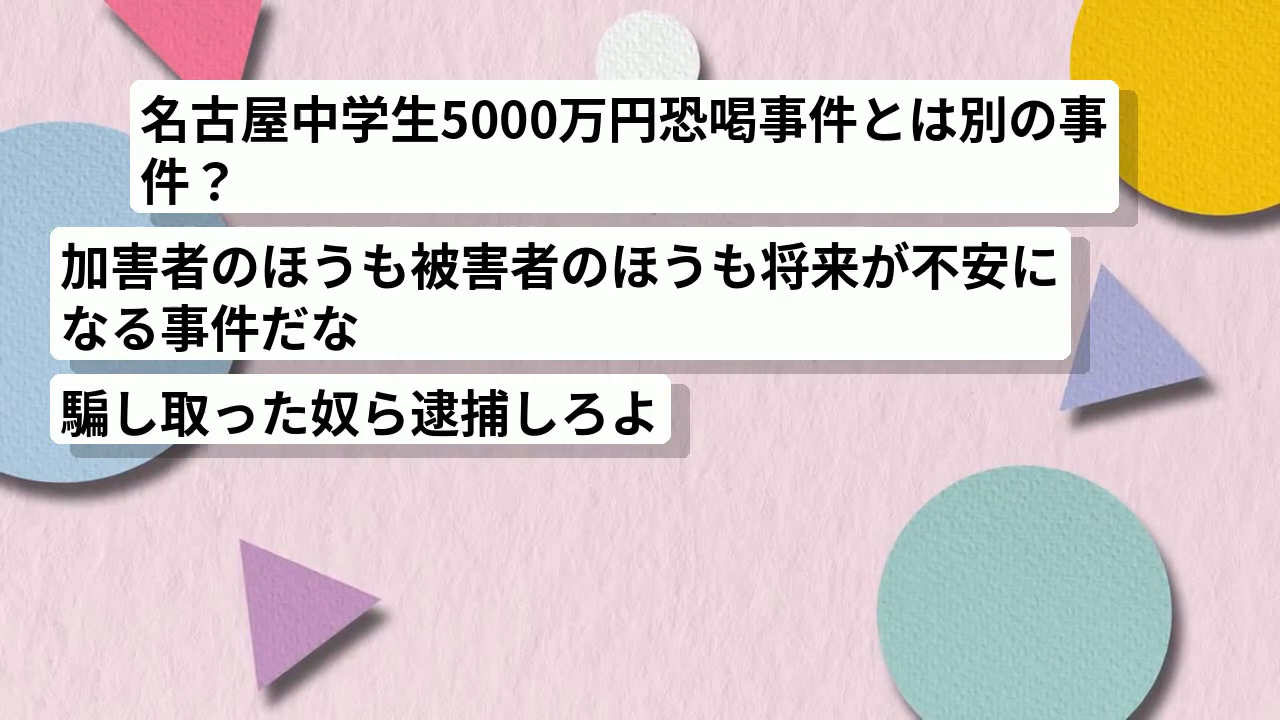 名古屋中学生5000万円恐喝事件とは別の事
件？
加害者のほうも被害者のほうも将来が不安に
なる事件だな
騙し取った奴ら逮捕しろよ